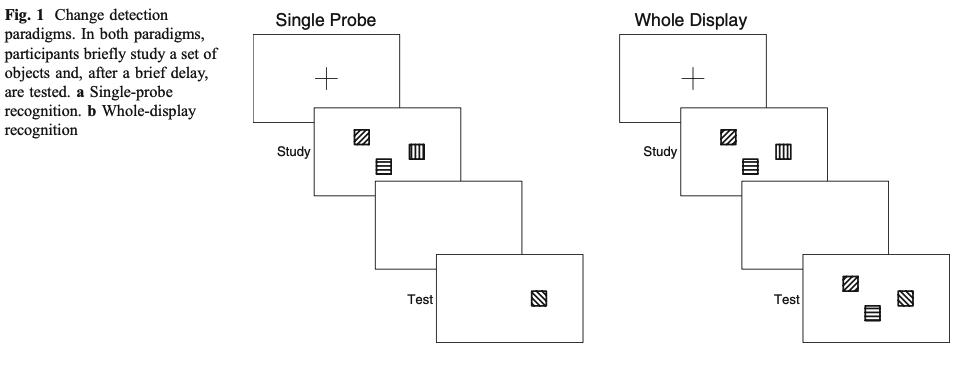 Fig. 1 Change detection
paradigms. In both paradigms,
participants briefly study a set of
objects and, after a brief delay,
are tested. a Single-probe
recognition. b Whole-display
recognition
Single Probe
Study
Test
Whole Display
Study
Test